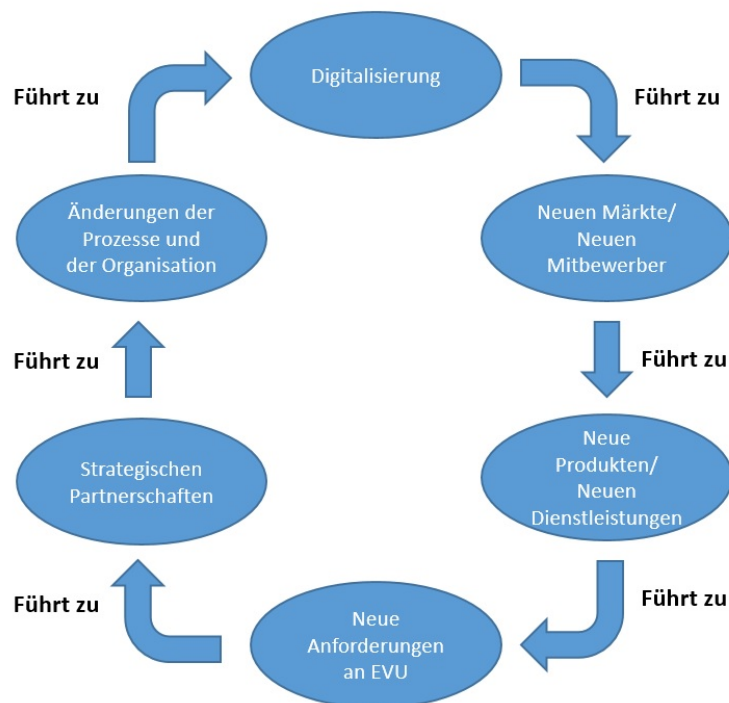 Digitalisierung
Führt zu
Neuen Märkte/
Neuen
Mitbewerber
Führt zu
Neue
Produkten/
Neuen
Dienstleistungen
Führt zu
Neue
Anforderungen
an EVU
Führt zu
Strategischen
Partnerschaften
Führt zu
Änderungen der
Prozesse und
der Organisation
Führt zu